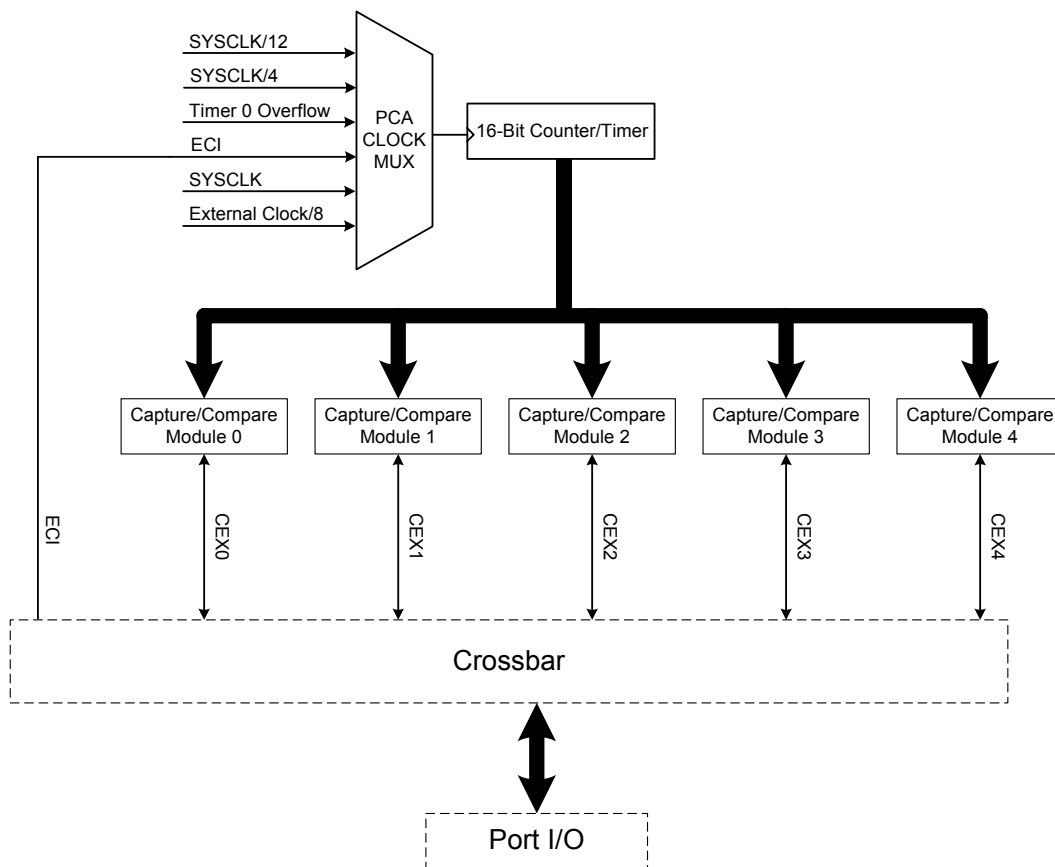 SYSCLK/12
SYSCLK/4
Timer 0 Overflow
ECI
SYSCLK
External Clock/8
PCA
CLOCK
MUX
16-Bit Counter/Timer
Capture/Compare
Module 0
Capture/Compare
Module 1
Capture/Compare
Module 2
Capture/Compare
Module 3
Capture/Compare
Module 4
ECI
CEX0
CEX1
CEX2
CEX3
CEX4
Crossbar
Port I/O